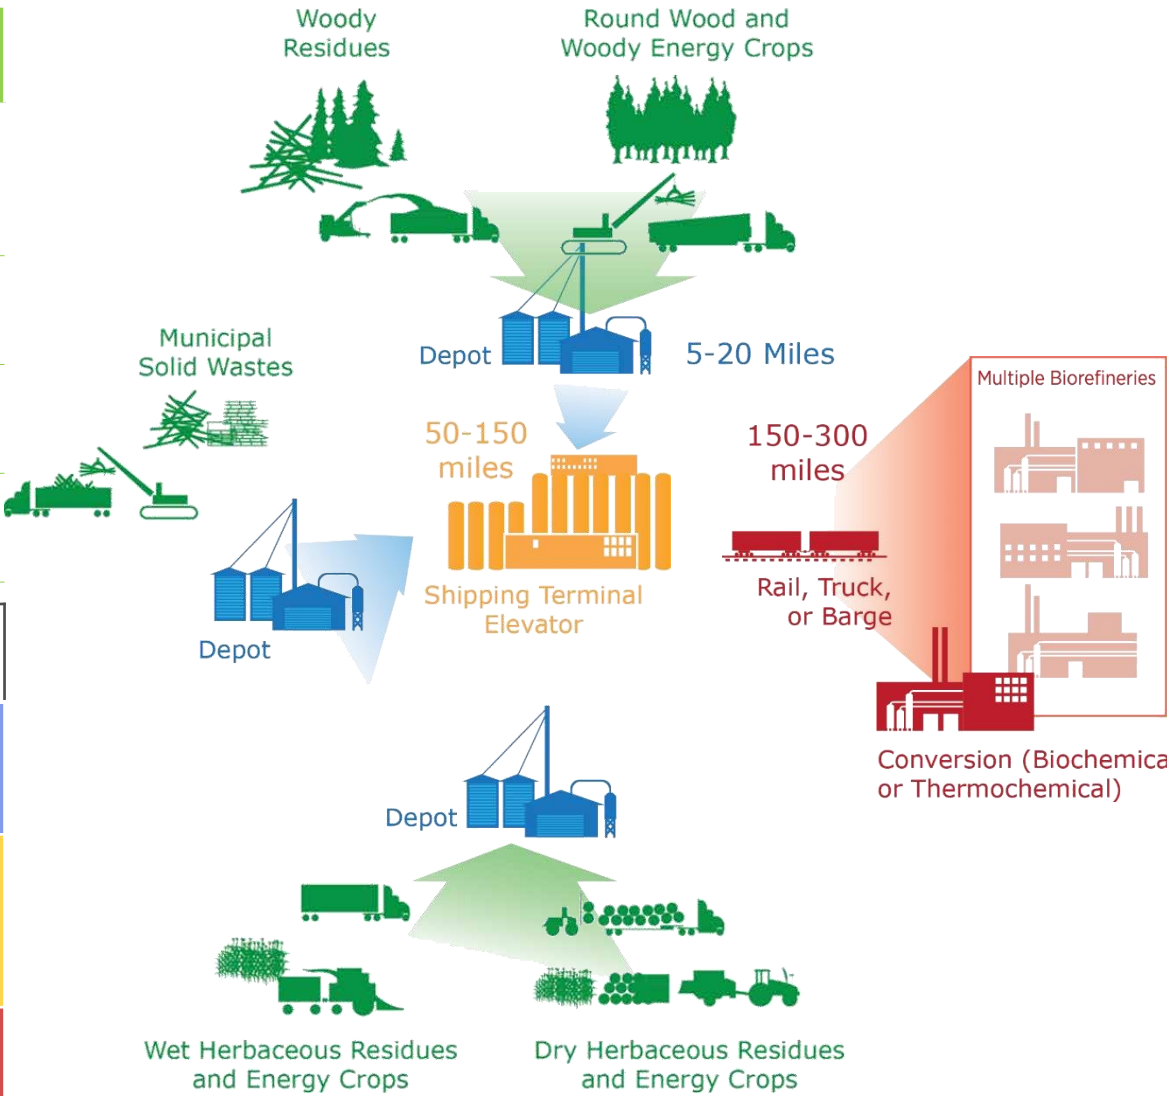 Woody
Residues
Round Wood and
Woody Energy Crops
Municipal
Solid Wastes
Depot
5-20 Miles
50-150
miles
150-300
miles
Multiple Biorefineries
Shipping Terminal
Elevator
Rail, Truck,
or Barge
Depot
Conversion (Biochemica
or Thermochemical)
Depot
Wet Herbaceous Residues
and Energy Crops
Dry Herbaceous Residues
and Energy Crops